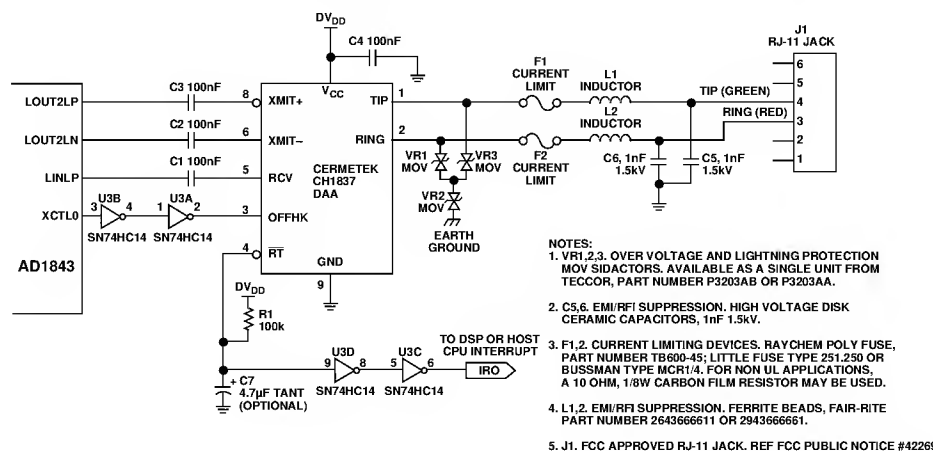 DVDD
C4 100nF
J1
RJ-11 JACK
F1
CURRENT
LIMIT
L1
INDUCTOR
6
5
4
3
2
1
TIP (GREEN)
RING (RED)
L2
INDUCTOR
F2
CURRENT
LIMIT
C6, 1nF
1.5kV
C5, 1nF
1.5kV
LOUT2LP
LOUT2LN
LINLP
XCTL0
AD1843
C3 100nF
C2 100nF
C1 100nF
8
6
5
3
4
VCC
XMIT+
XMIT–
RCV
OFFHK
RT
TIP
RING
CERMETEK
CH1837
DAA
GND
9
1
2
U3B
3
4
SN74HC14
U3A
1
2
SN74HC14
VR1
MOV
VR3
MOV
VR2
MOV
EARTH
GROUND
DVDD
R1
100k
+ C7
4.7µF TANT
(OPTIONAL)
9
U3D
8
SN74HC14
5
U3C
6
SN74HC14
TO DSP OR HOST
CPU INTERRUPT
IRO
NOTES:
1. VR1,2,3. OVER VOLTAGE AND LIGHTNING PROTECTION
MOV SIDACTORS. AVAILABLE AS A SINGLE UNIT FROM
TECCOR, PART NUMBER P3203AB OR P3203AA.
2. C5,6. EMI/RFI SUPPRESSION. HIGH VOLTAGE DISK
CERAMIC CAPACITORS, 1nF 1.5kV.
3. F1,2. CURRENT LIMITING DEVICES. RAYCHEM POLY FUSE,
PART NUMBER TB600-45; LITTLE FUSE TYPE 251.250 OR
BUSSMAN TYPE MCR1/4. FOR NON UL APPLICATIONS,
A 10 OHM, 1/8W CARBON FILM RESISTOR MAY BE USED.
4. L1,2. EMI/RFI SUPPRESSION. FERRITE BEADS, FAIR-RITE
PART NUMBER 2643666611 OR 2943666661.
5. J1. FCC APPROVED RJ-11 JACK. REF FCC PUBLIC NOTICE #42269